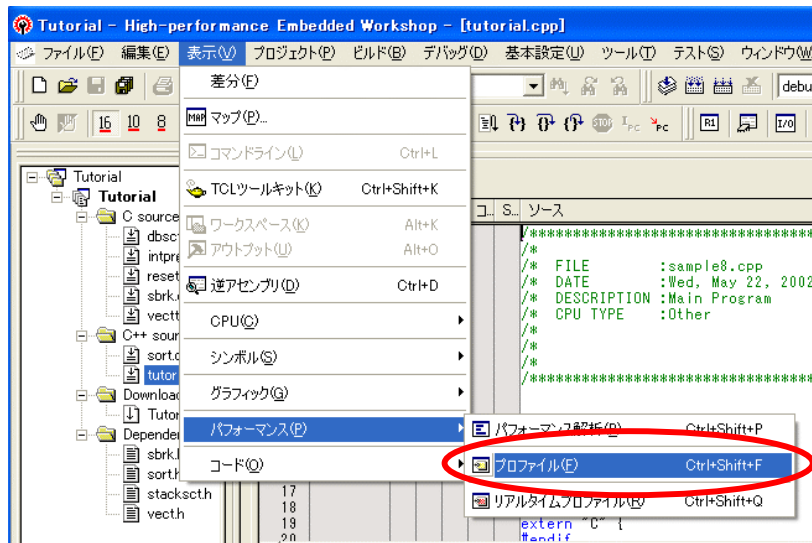 Tutorial - High-performance Embedded Workshop - [tutorial.cpp]
ファイル(F) 編集(E) 表示(V) プロジェクト(P) ビルド(B) デバッグ(D) 基本設定(U) ツール(T) テスト(S) ウィンドウ(W
差分(F)
debu
MAP マップ(P)...
16 10 8
STOP I PC PC R1 I/O
コマンドライン(L) Ctrl+L
Tutorial
TCLツールキット(K) Ctrl+Shift+K
Tutorial
C source
コ.. S.. ソース
ワークスペース(K) Alt+K
アウトプット(U) Alt+O
逆アセンブリ(D) Ctrl+D
CPU(C)
シンボル(S)
グラフィック(G)
パフォーマンス(P)
コード(O)
dbsc
intpr
reset
sbrk.
vectt
C++ sour
sort.c
tutor
Downloa
Tutor
Depender
sbrk.l
sort.h
stacksct.h
vect.h
/************************************
/*
/* FILE :sample8.cpp
/* DATE :Wed, May 22, 2002
/* DESCRIPTION :Main Program
/* CPU TYPE :Other
/*
/*
/*
/************************************
パフォーマンス解析(P) Ctrl+Shift+P
プロファイル(F) Ctrl+Shift+F
リアルタイムプロファイル(R) Ctrl+Shift+Q
17
18
19 extern "C" {
20 #endif